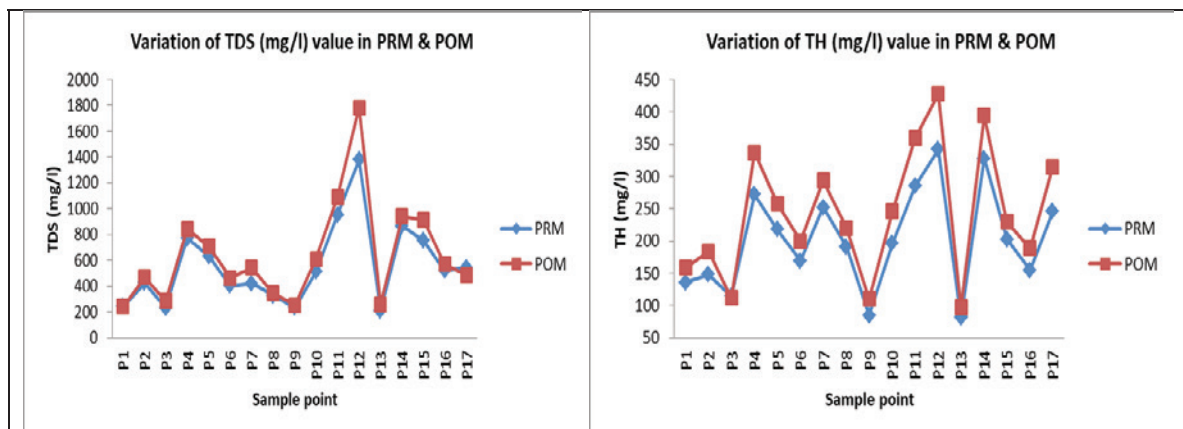 Variation of TDS (mg/l) value in PRM & POM
2000
1800
1600
1400
1200
1000
800
600
400
200
0
TDS (mg/l)
P1 P2 P3 P4 P5 P6 P7 P8 P9 P10 P11 P12 P13 P14 P15 P16 P17
Sample point
PRM
POM
Variation of TH (mg/l) value in PRM & POM
450
400
350
300
250
200
150
100
50
TH (mg/l)
P1 P2 P3 P4 P5 P6 P7 P8 P9 P10 P11 P12 P13 P14 P15 P16 P17
Sample point
PRM
POM